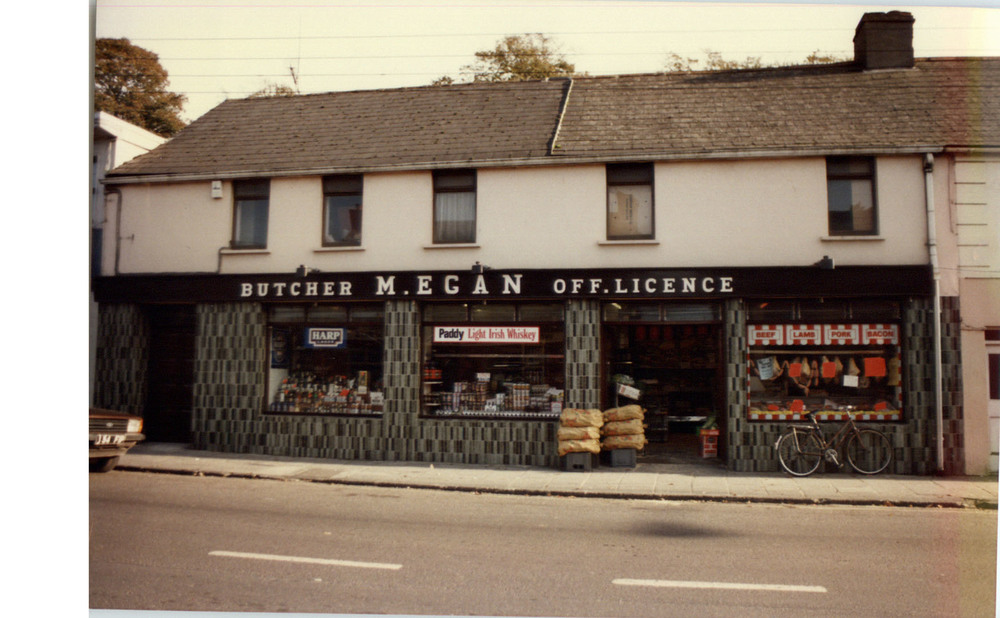 BUTCHER M.EGAN OFF.LICENCE
HARP
Paddy Light Irish Whiskey
BEEF LAMB PORK BACON